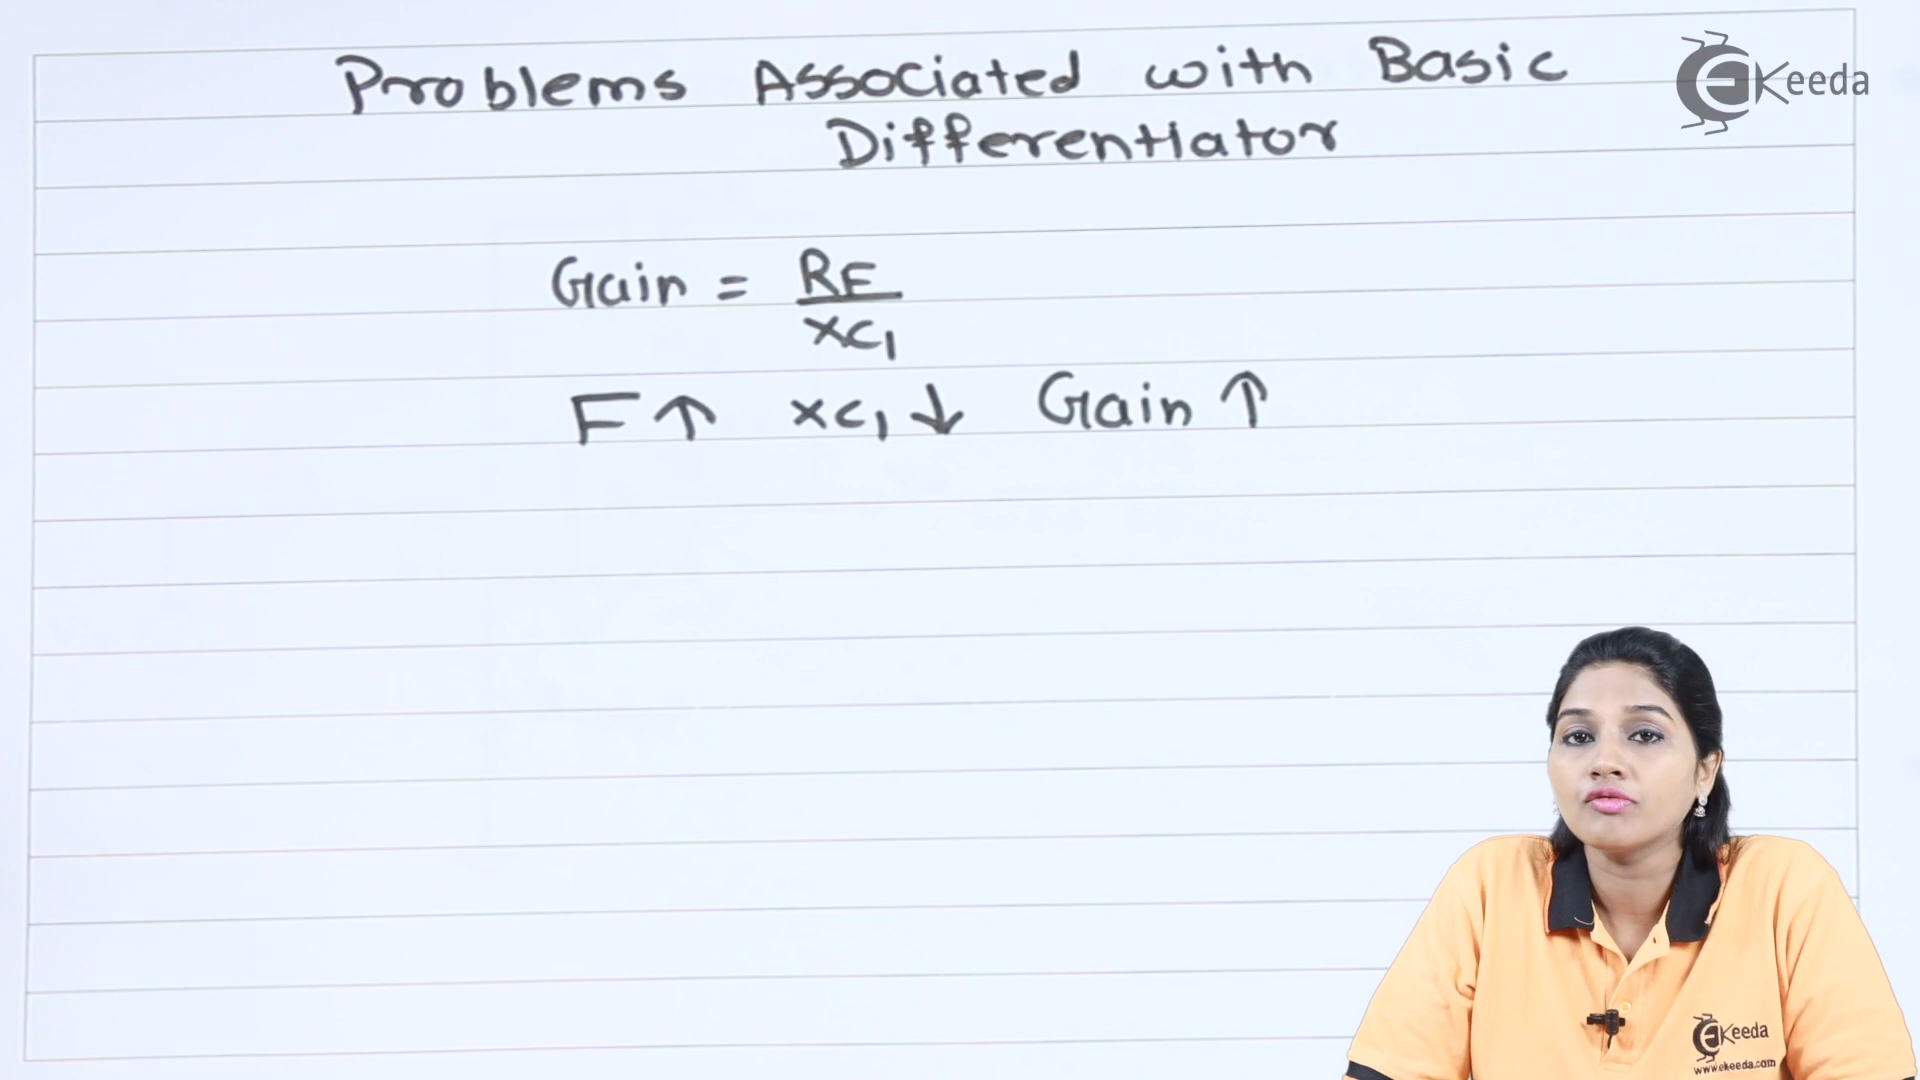 Problems Associated with Basic
Differentiator
EKeeda
Gain = RF
XC1
F↑ XC1↓ Gain↑
EKeeda
www.ekeeda.com